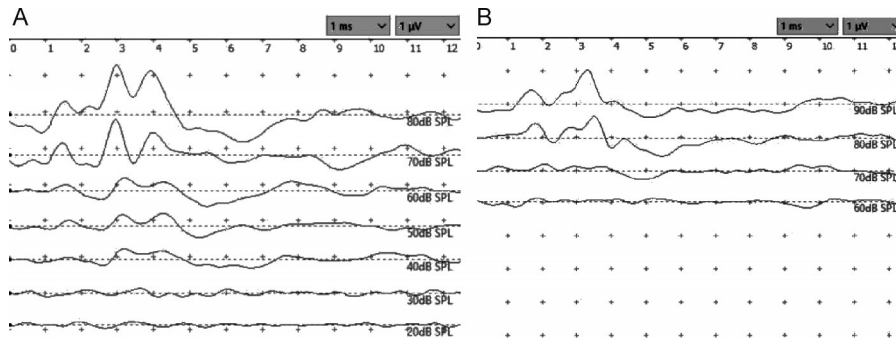 A
1 ms 1 μV
0 1 2 3 4 5 6 7 8 9 10 11 12
80dB SPL
70dB SPL
60dB SPL
50dB SPL
40dB SPL
30dB SPL
20dB SPL
B
1 ms 1 μV
0 1 2 3 4 5 6 7 8 9 10 11
90dB SPL
80dB SPL
70dB SPL
60dB SPL